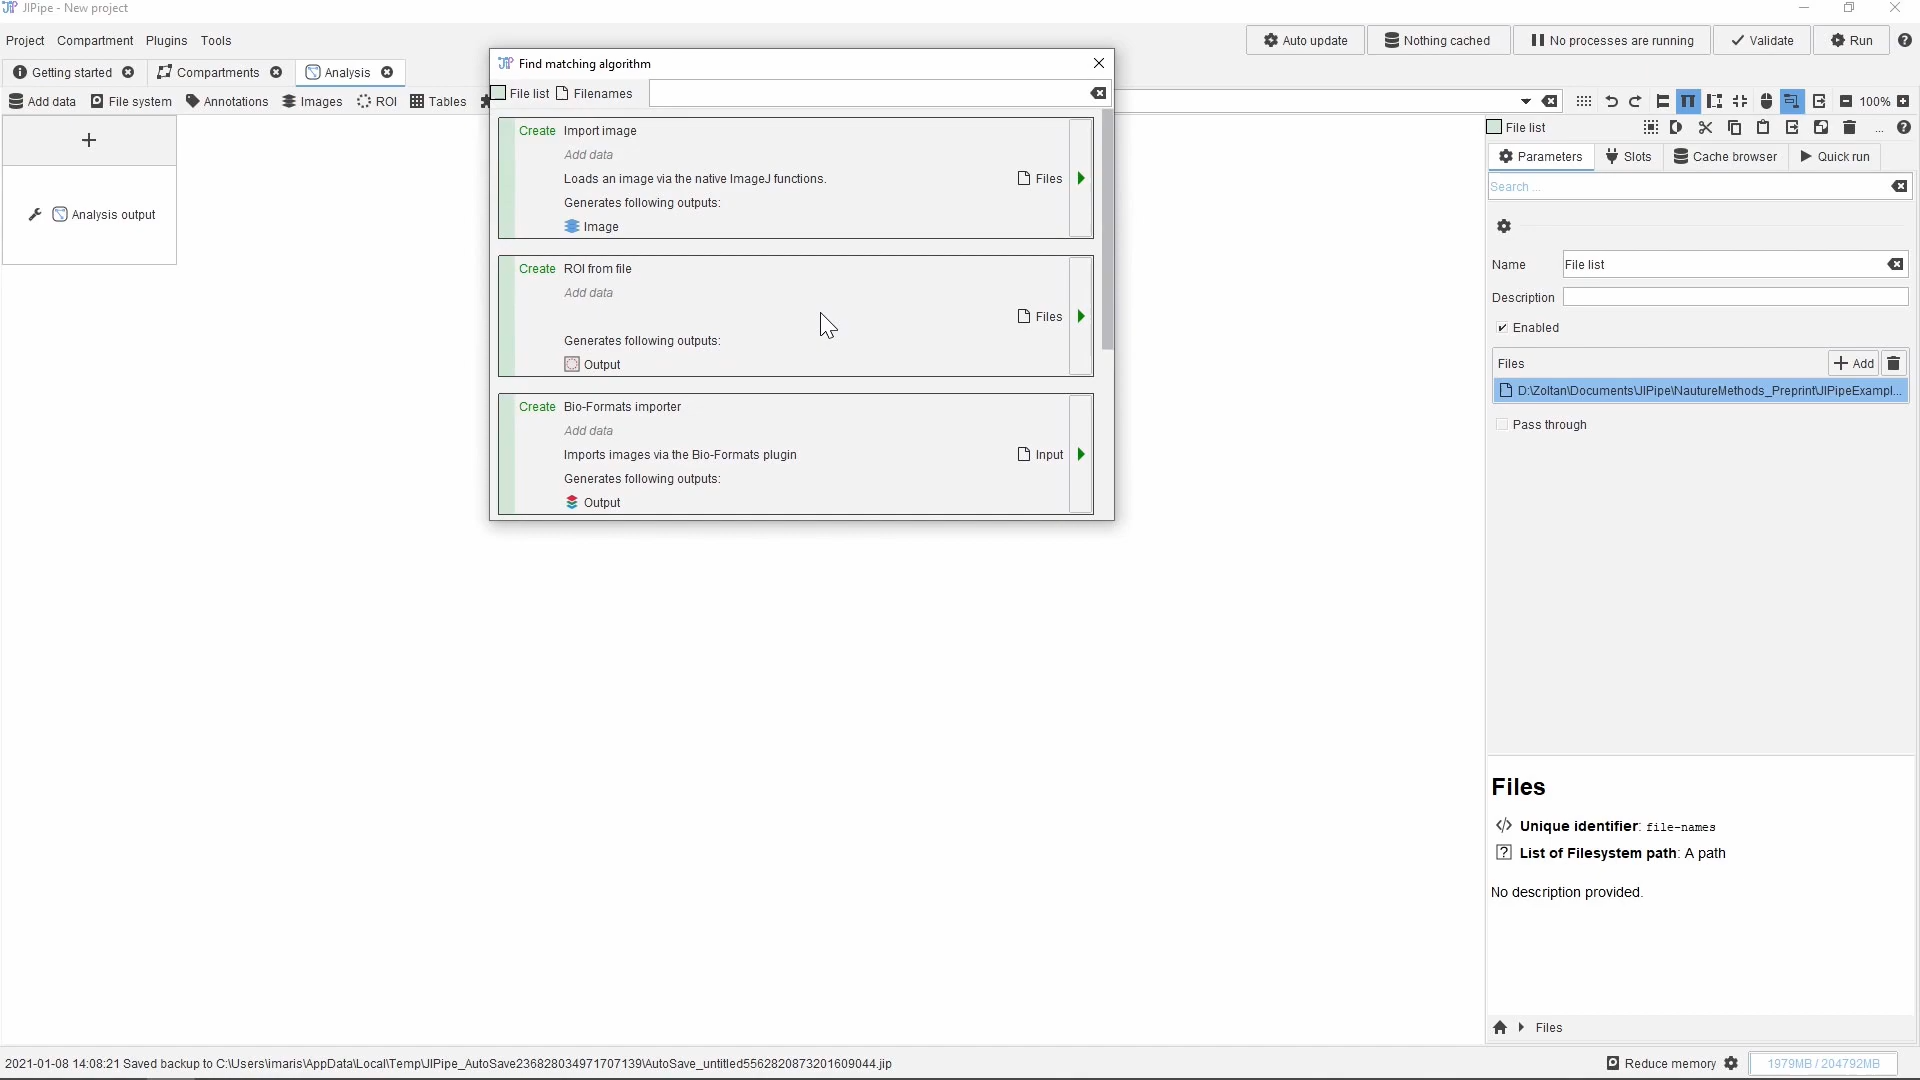 JIPipe - New project
Project Compartment Plugins Tools
Auto update Nothing cached No processes are running Validate Run
Getting started Compartments Analysis
Add data File system Annotations Images ROI Tables
100%
Analysis output
Find matching algorithm
File list Filenames
Create Import image
Add data
Loads an image via the native ImageJ functions.
Files
Generates following outputs:
Image
Create ROI from file
Add data
Files
Generates following outputs:
Output
Create Bio-Formats importer
Add data
Imports images via the Bio-Formats plugin
Input
Generates following outputs:
Output
File list
...
Parameters Slots Cache browser Quick run
Search ...
Name File list
Description
Enabled
Files Add
D:\Zoltan\Documents\JIPipe\NautureMethods_Preprint\JIPipeExampl...
Pass through
Files
Unique identifier: file-names
List of Filesystem path: A path
No description provided.
Files
2021-01-08 14:08:21 Saved backup to C:\Users\imaris\AppData\Local\Temp\JIPipe_AutoSave236828034971707139\AutoSave_untitled5562820873201609044.jip
Reduce memory 1979MB / 204792MB